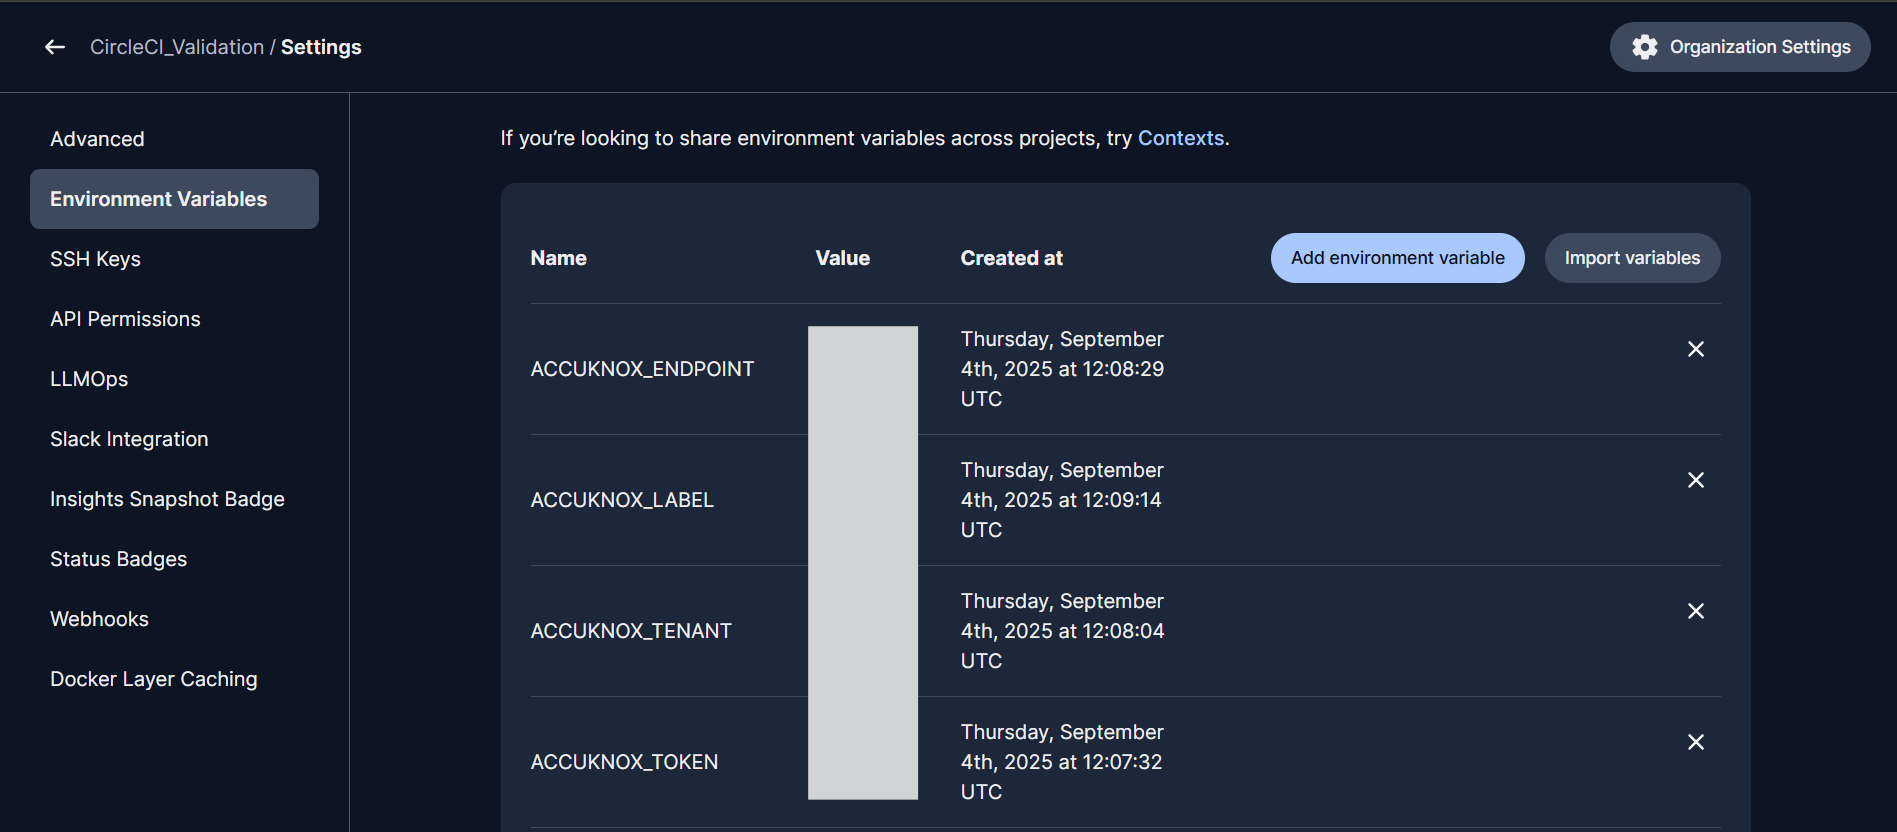 CircleCI_Validation / Settings
Organization Settings
Advanced
Environment Variables
SSH Keys
API Permissions
LLMOps
Slack Integration
Insights Snapshot Badge
Status Badges
Webhooks
Docker Layer Caching
If you’re looking to share environment variables across projects, try Contexts.
Name Value Created at Add environment variable Import variables
ACCUKNOX_ENDPOINT
Thursday, September
4th, 2025 at 12:08:29
UTC
ACCUKNOX_LABEL
Thursday, September
4th, 2025 at 12:09:14
UTC
ACCUKNOX_TENANT
Thursday, September
4th, 2025 at 12:08:04
UTC
ACCUKNOX_TOKEN
Thursday, September
4th, 2025 at 12:07:32
UTC